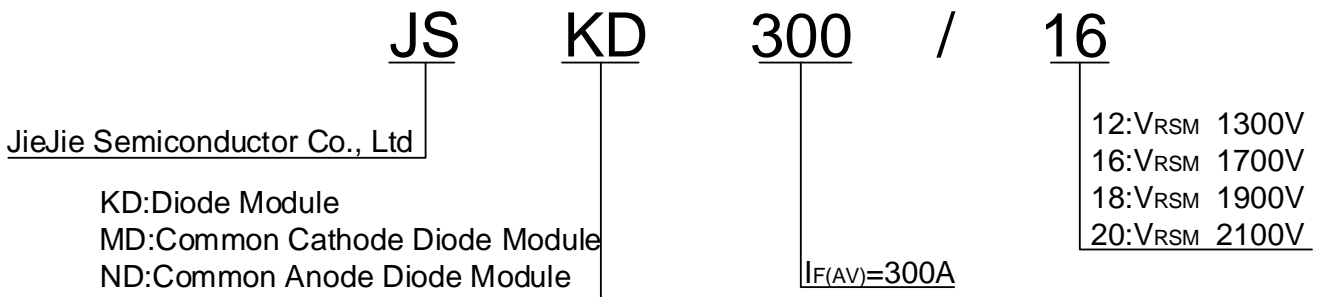 JS KD 300 / 16
JieJie Semiconductor Co., Ltd
KD:Diode Module
MD:Common Cathode Diode Module
ND:Common Anode Diode Module
IF(AV)=300A
12:VRSM 1300V
16:VRSM 1700V
18:VRSM 1900V
20:VRSM 2100V